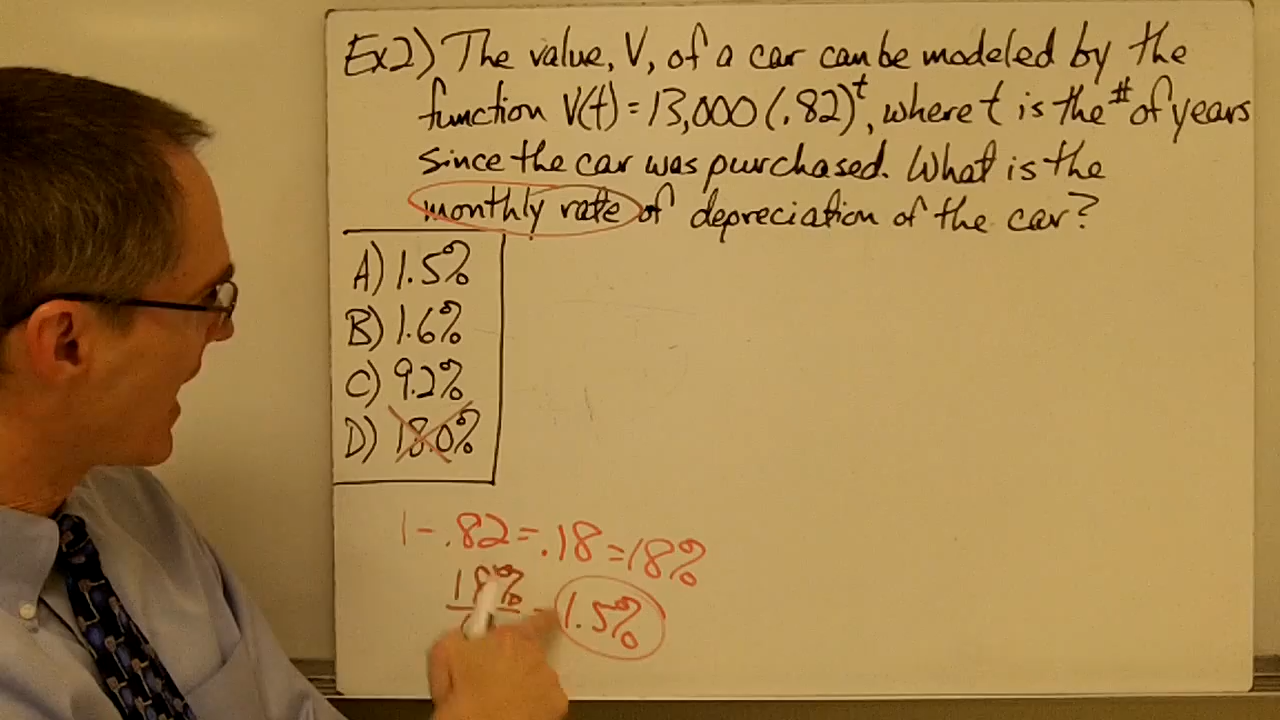 Ex2) The value, V, of a car can be modeled by the
function V(t) = 13,000 (.82)^t, where t is the # of years
since the car was purchased. What is the
monthly rate of depreciation of the car?
A) 1.5%
B) 1.6%
C) 9.2%
D) 18.0%
1 - .82 = .18 = 18%
18%
= 1.5%